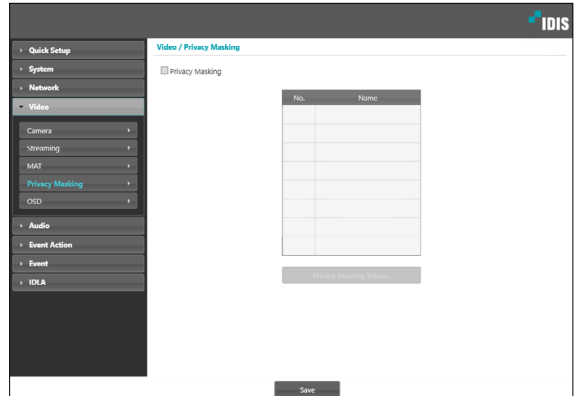 IDIS
Quick Setup
System
Network
Video
Camera
Streaming
MAT
Privacy Masking
OSD
Audio
Event Action
Event
IDLA
Video / Privacy Masking
Privacy Masking
No. Name
Privacy Masking Setup...
Save